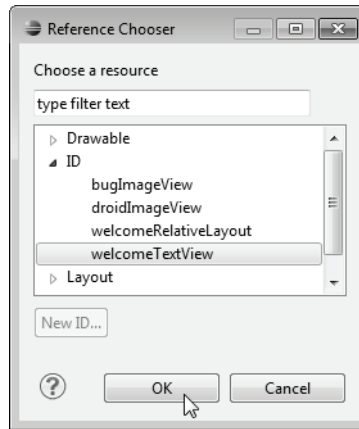 Reference Chooser
Choose a resource
type filter text
Drawable
ID
bugImageView
droidImageView
welcomeRelativeLayout
welcomeTextView
Layout
New ID...
? OK Cancel